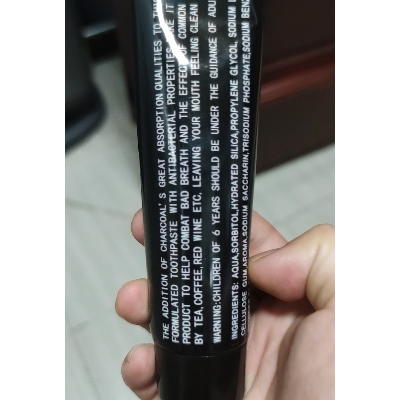 THE ADDITION OF CHARCOAL'S GREAT ABSORPTION QUALITIES TO
FORMULATED TOOTHPASTE WITH ANTIBACTERIAL PROPERTIES
PRODUCT TO HELP COMBAT BAD BREATH AND THE EFFECT OF COMMON
BY TEA,COFFEE,RED WINE ETC, LEAVING YOUR MOUTH FEELING CLEAN
WARNING:CHILDREN OF 6 YEARS SHOULD BE UNDER THE GUIDANCE OF
INGREDIENTS: AQUA,SORBITOL,HYDRATED SILICA,PROPYLENE GLYCOL,SODIUM
CELLULOSE GUM,AROMA,SODIUM SACCHARIN,TRISODIUM PHOSPHATE,SODIUM